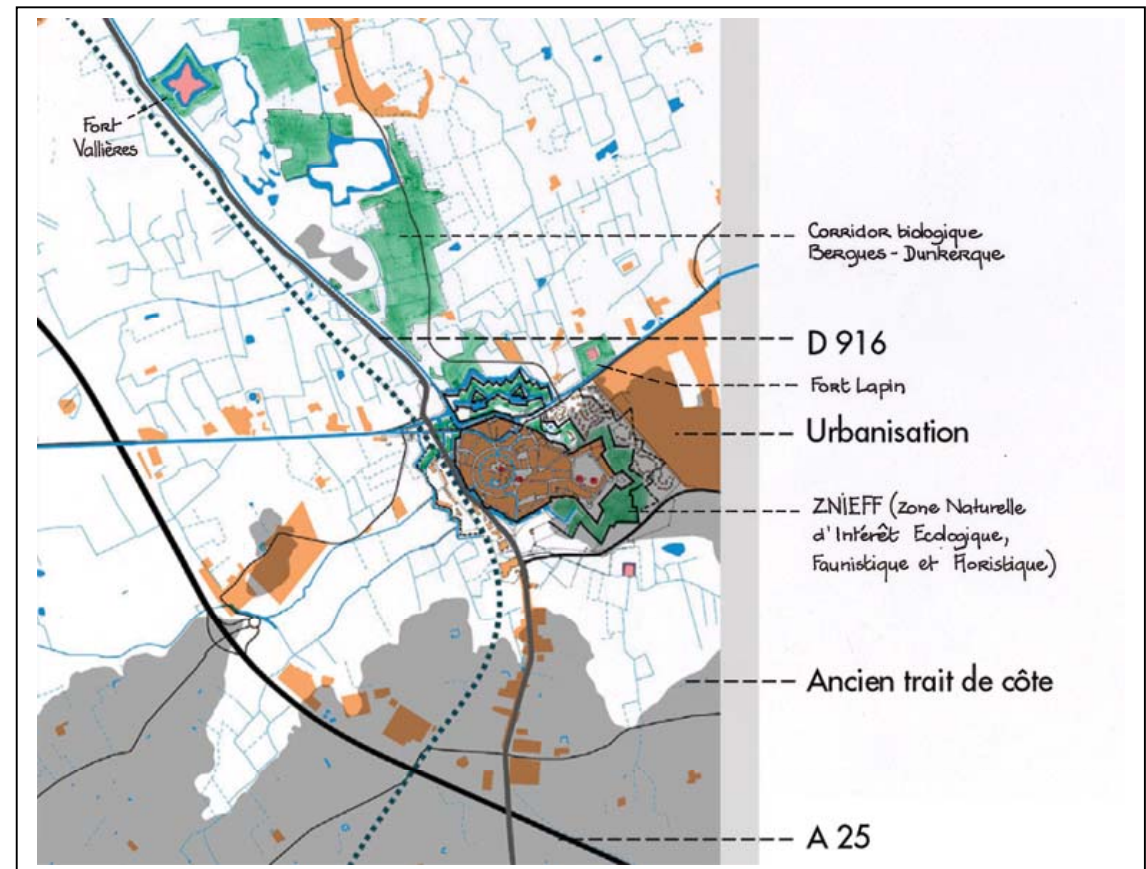 Fort
Vallières
Corridor biologique
Bergues - Dunkerque
D 916
Fort Lapin
Urbanisation
ZNIEFF (Zone Naturelle
d'Intérêt Ecologique,
Faunistique et Floristique)
Ancien trait de côte
A 25